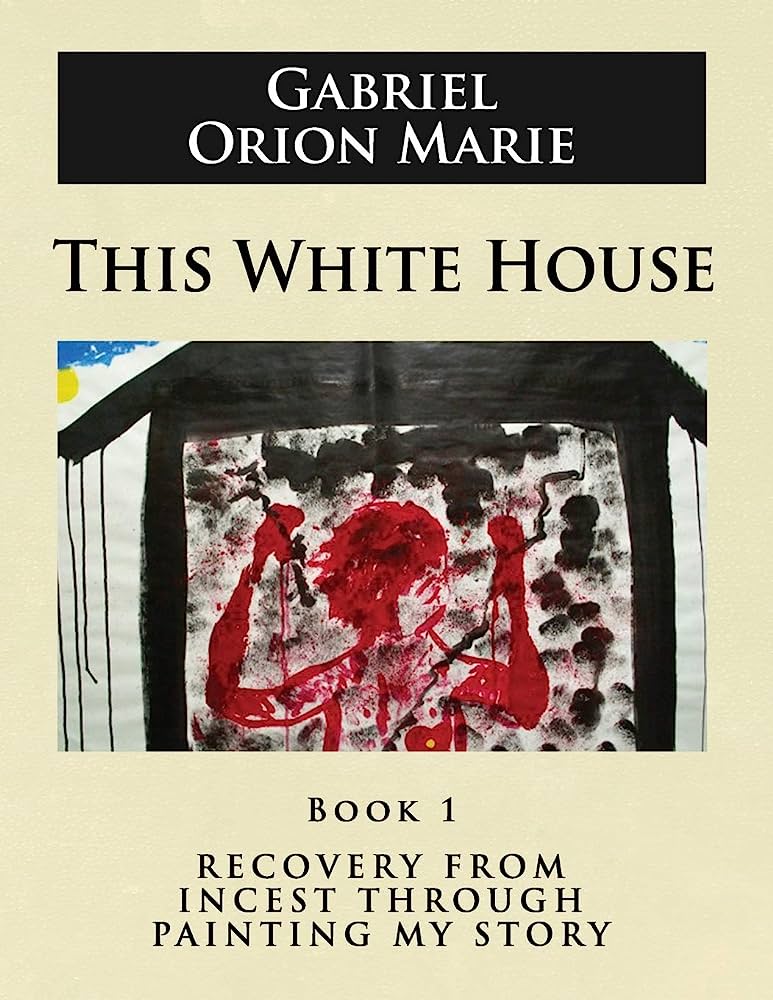 GABRIEL
ORION MARIE
THIS WHITE HOUSE
BOOK 1
RECOVERY FROM
INCEST THROUGH
PAINTING MY STORY